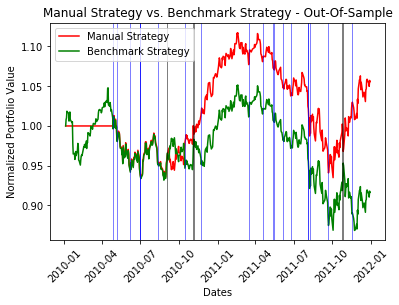 Manual Strategy vs. Benchmark Strategy - Out-Of-Sample
Manual Strategy
Benchmark Strategy
Normalized Portfolio Value
1.10
1.05
1.00
0.95
0.90
2010-01
2010-04
2010-07
2010-10
2011-01
2011-04
2011-07
2011-10
2012-01
Dates